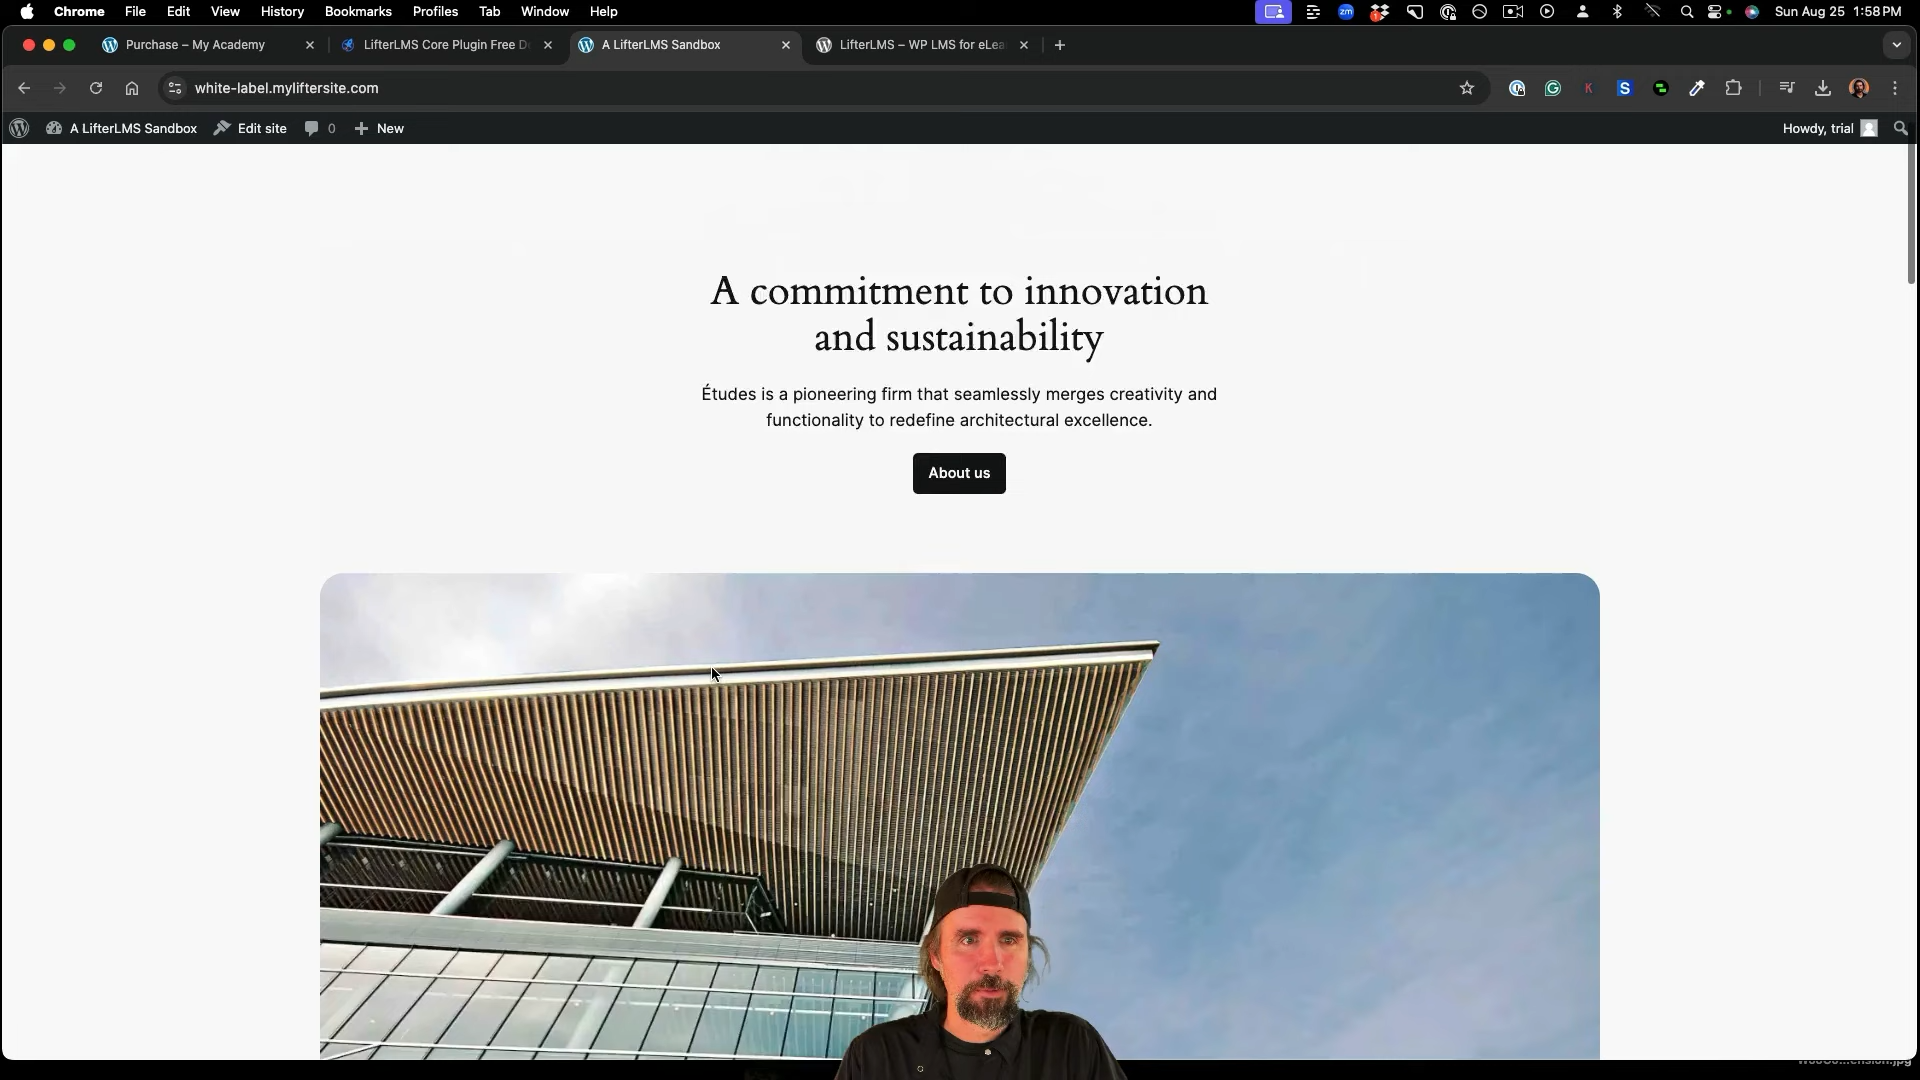 Chrome File Edit View History Bookmarks Profiles Tab Window Help
Sun Aug 25 1:58 PM
Purchase – My Academy
LifterLMS Core Plugin Free D
A LifterLMS Sandbox
LifterLMS – WP LMS for eLea
white-label.myliftersite.com
A LifterLMS Sandbox Edit site 0 New
Howdy, trial
A commitment to innovation
and sustainability
Études is a pioneering firm that seamlessly merges creativity and
functionality to redefine architectural excellence.
About us